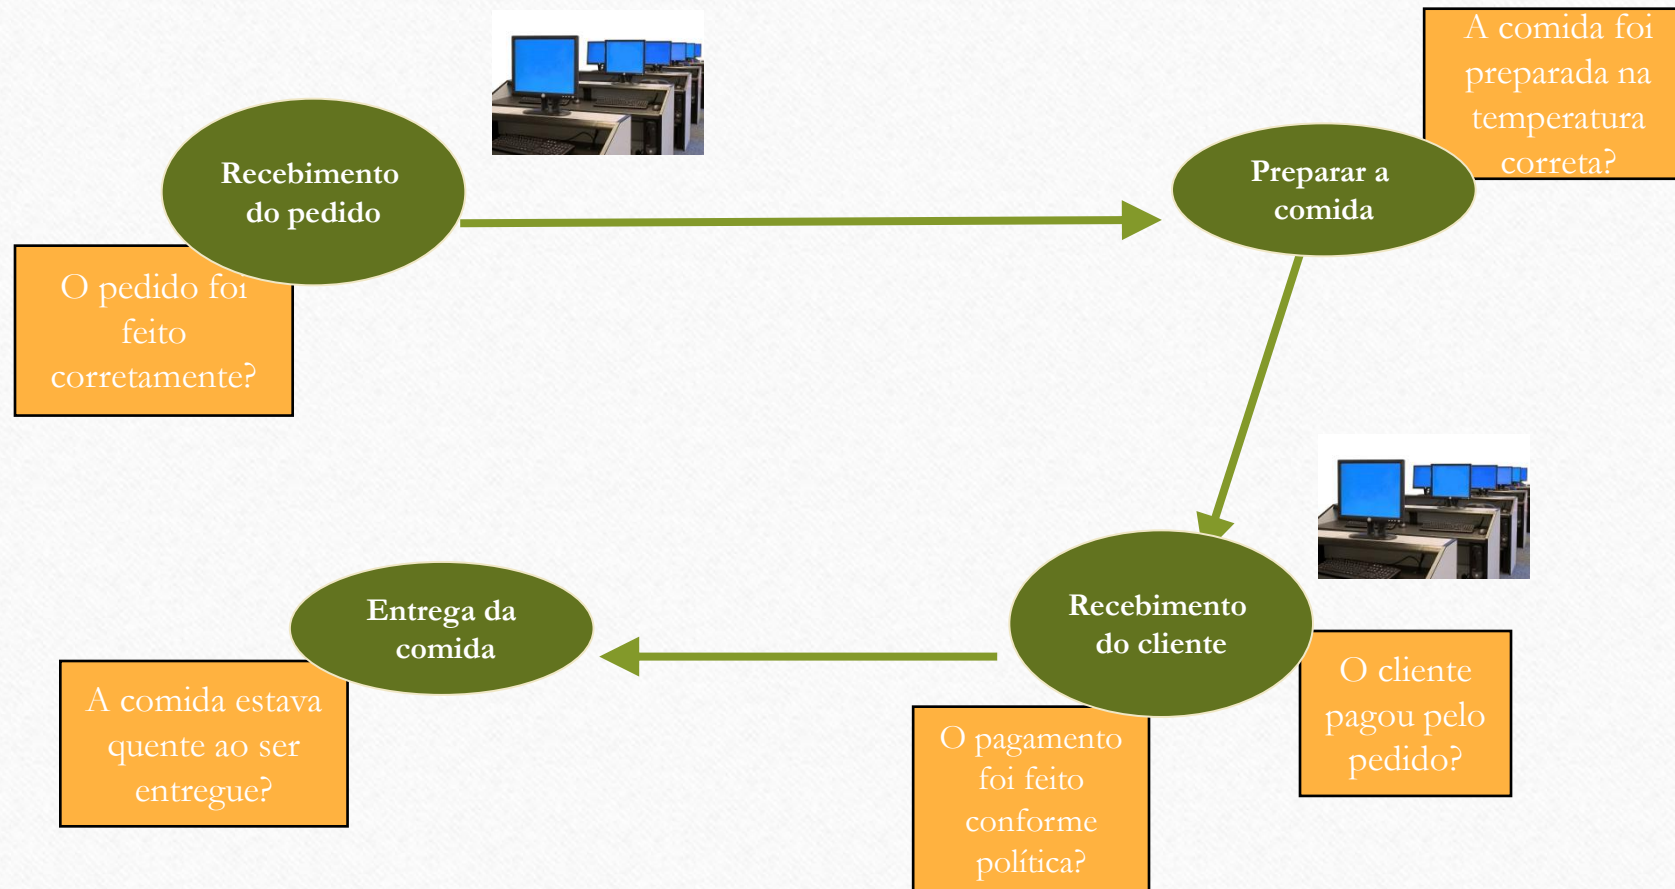 A comida foi
preparada na
temperatura
correta?
Recebimento
do pedido
Preparar a
comida
O pedido foi
feito
corretamente?
Entrega da
comida
Recebimento
do cliente
A comida estava
quente ao ser
entregue?
O cliente
pagou pelo
pedido?
O pagamento
foi feito
conforme
política?